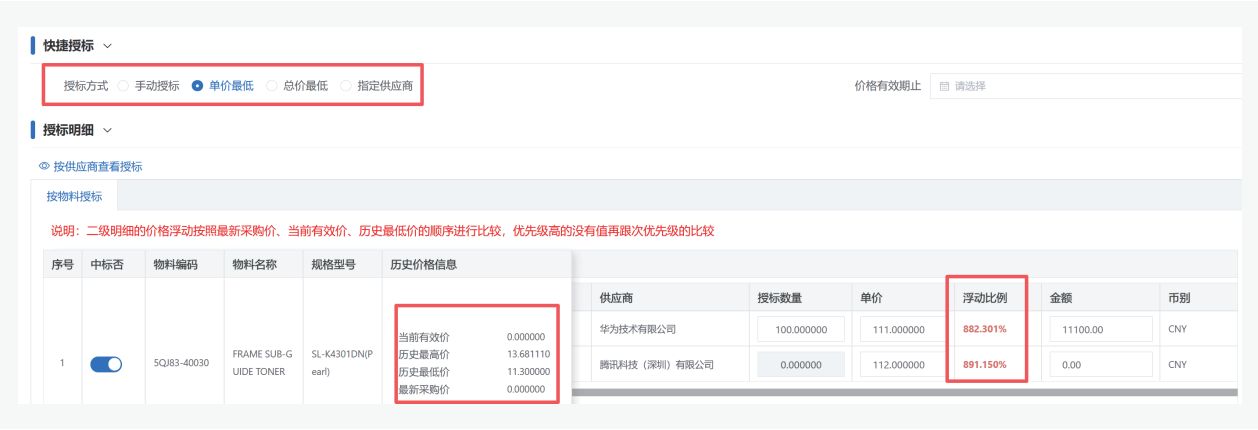 快捷授标
授标方式 手动授标 单价最低 总价最低 指定供应商 价格有效期止 请选择
授标明细
按供应商查看授标
按物料授标
说明：二级明细的价格浮动按照最新采购价、当前有效价、历史最低价的顺序进行比较，优先级高的没有值再跟次优先级的比较
序号 中标否 物料编码 物料名称 规格型号 历史价格信息
供应商 授标数量 单价 浮动比例 金额 币别
华为技术有限公司 100.000000 111.000000 882.301% 11100.00 CNY
腾讯科技（深圳）有限公司 0.000000 112.000000 891.150% 0.00 CNY
1 5QJ83-40030
FRAME SUB-G
UIDE TONER
SL-K4301DN(P
earl)
当前有效价 0.000000
历史最高价 13.681110
历史最低价 11.300000
最新采购价 0.000000